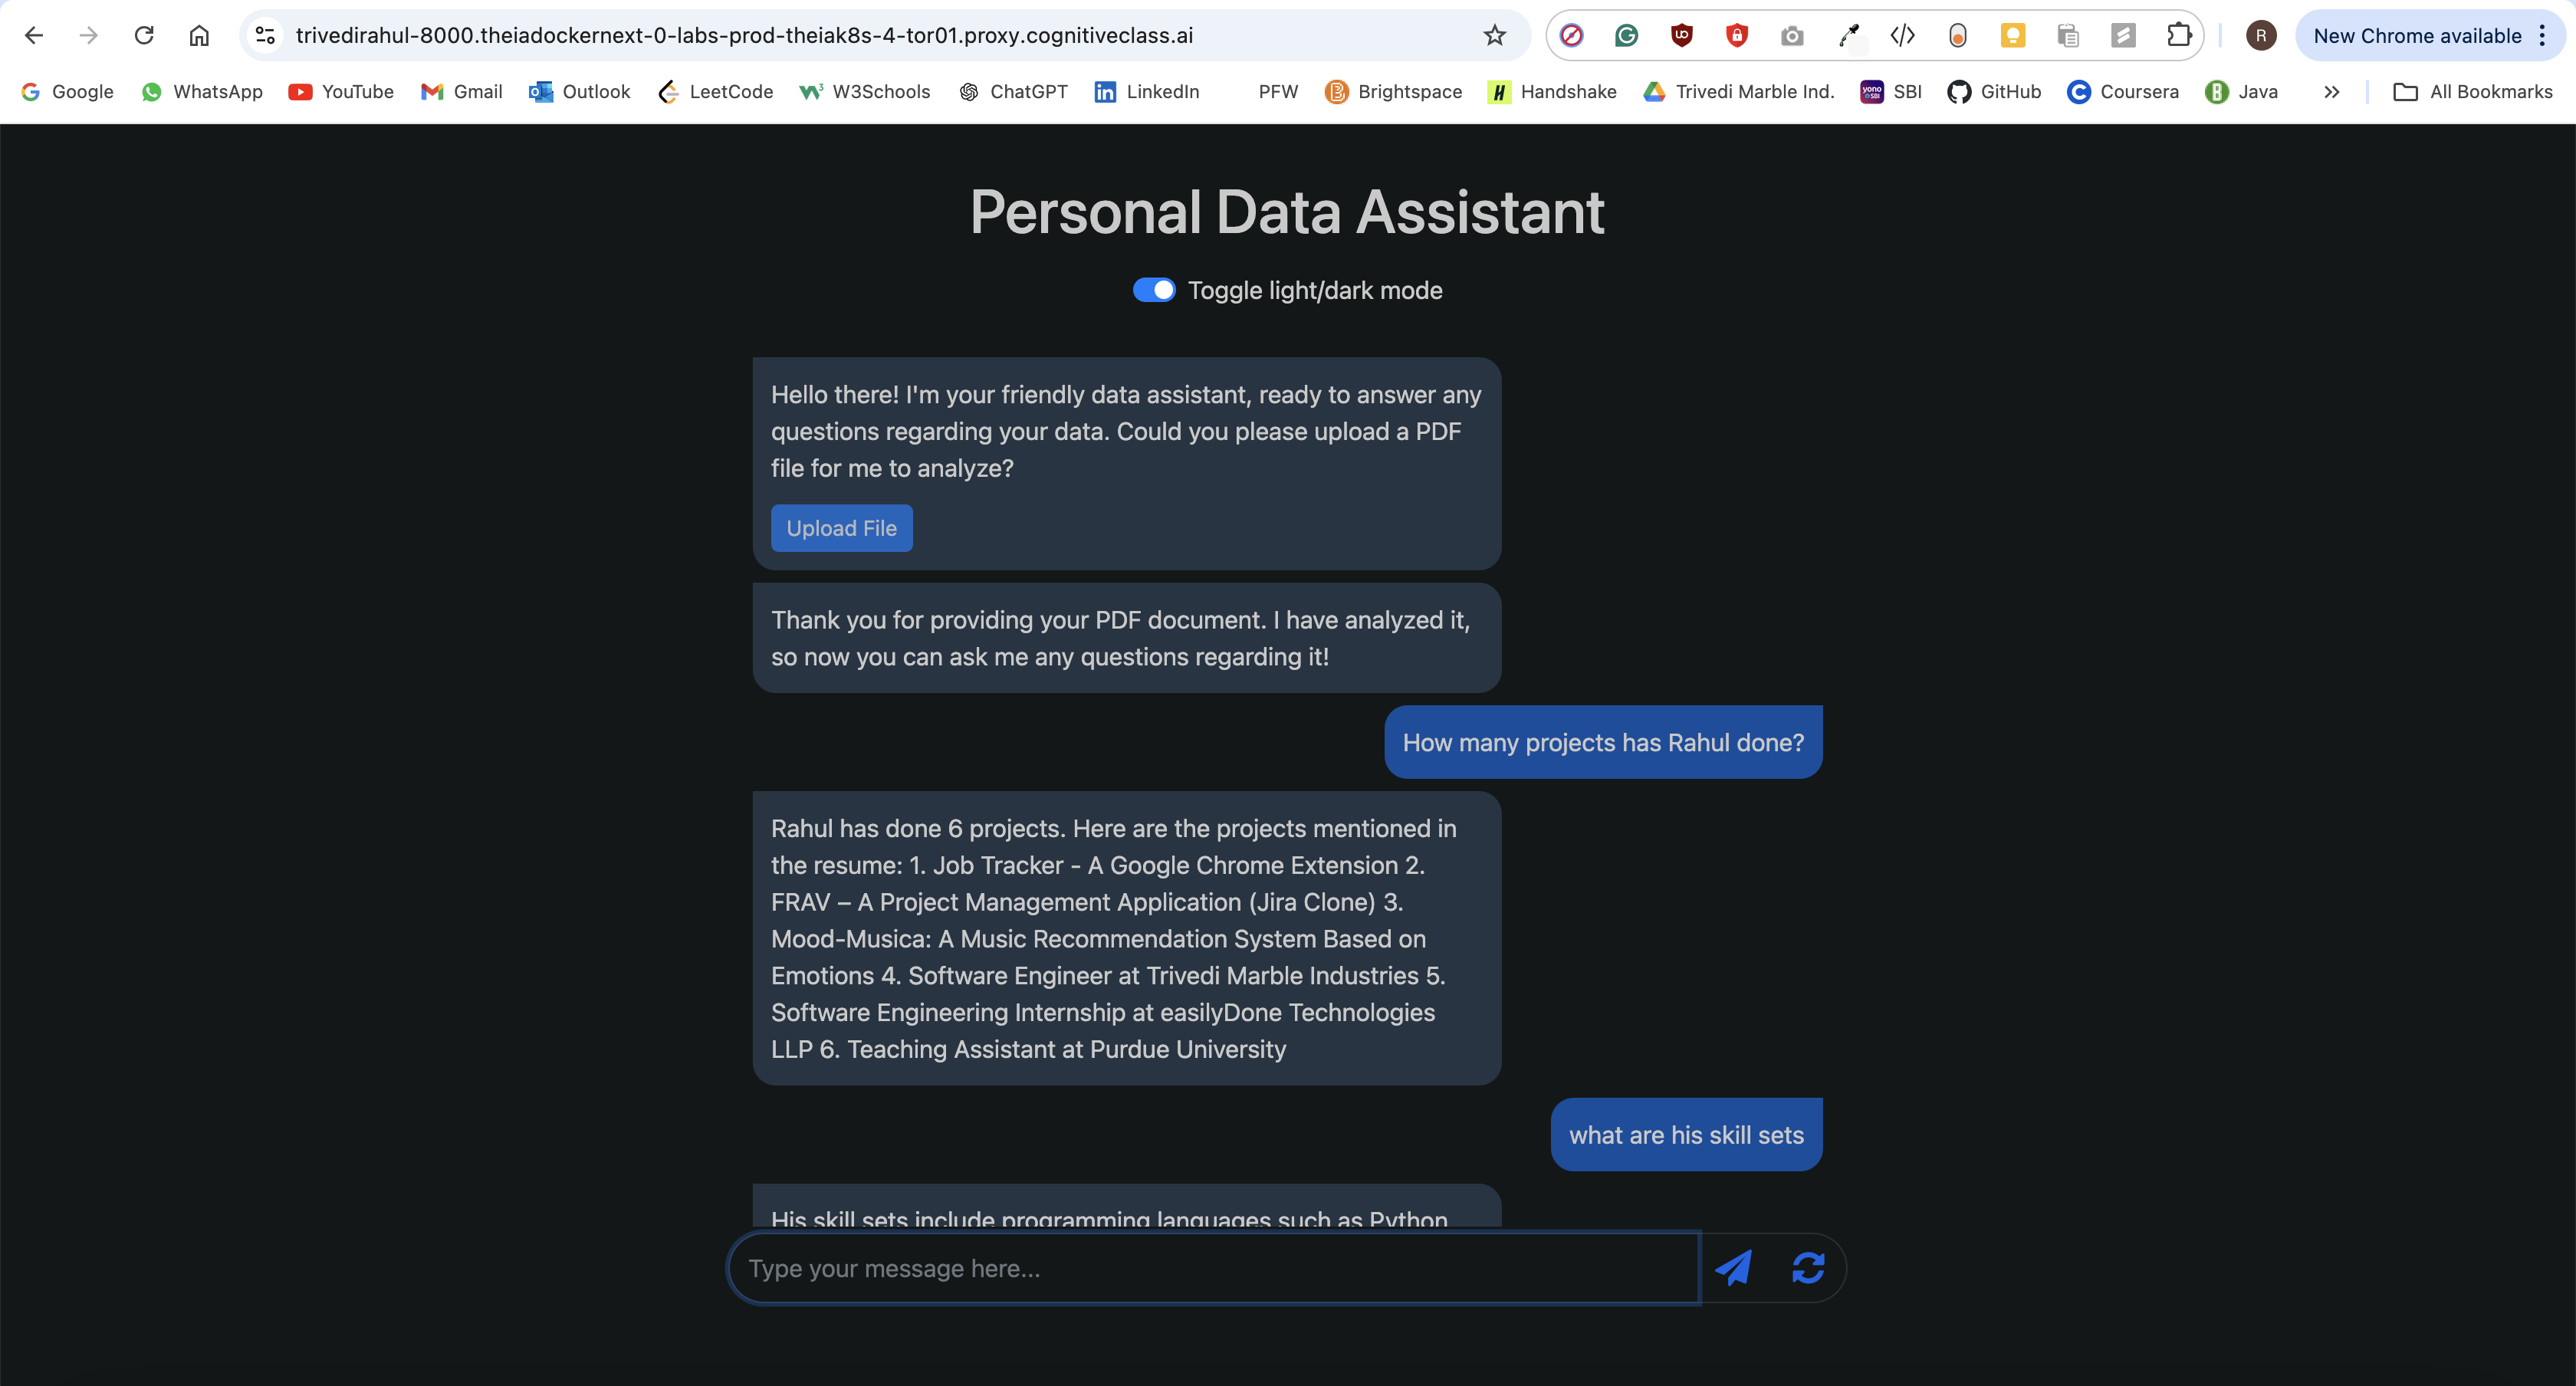 trivedirahul-8000.theiadockernext-0-labs-prod-theiak8s-4-tor01.proxy.cognitiveclass.ai
R
New Chrome available
Google
WhatsApp
YouTube
Gmail
Outlook
LeetCode
W3Schools
ChatGPT
LinkedIn
PFW
Brightspace
Handshake
Trivedi Marble Ind.
SBI
GitHub
Coursera
Java
All Bookmarks
Personal Data Assistant
Toggle light/dark mode
Hello there! I'm your friendly data assistant, ready to answer any
questions regarding your data. Could you please upload a PDF
file for me to analyze?
Upload File
Thank you for providing your PDF document. I have analyzed it,
so now you can ask me any questions regarding it!
How many projects has Rahul done?
Rahul has done 6 projects. Here are the projects mentioned in
the resume: 1. Job Tracker - A Google Chrome Extension 2.
FRAV – A Project Management Application (Jira Clone) 3.
Mood-Musica: A Music Recommendation System Based on
Emotions 4. Software Engineer at Trivedi Marble Industries 5.
Software Engineering Internship at easilyDone Technologies
LLP 6. Teaching Assistant at Purdue University
what are his skill sets
His skill sets include programming languages such as Python
Type your message here...